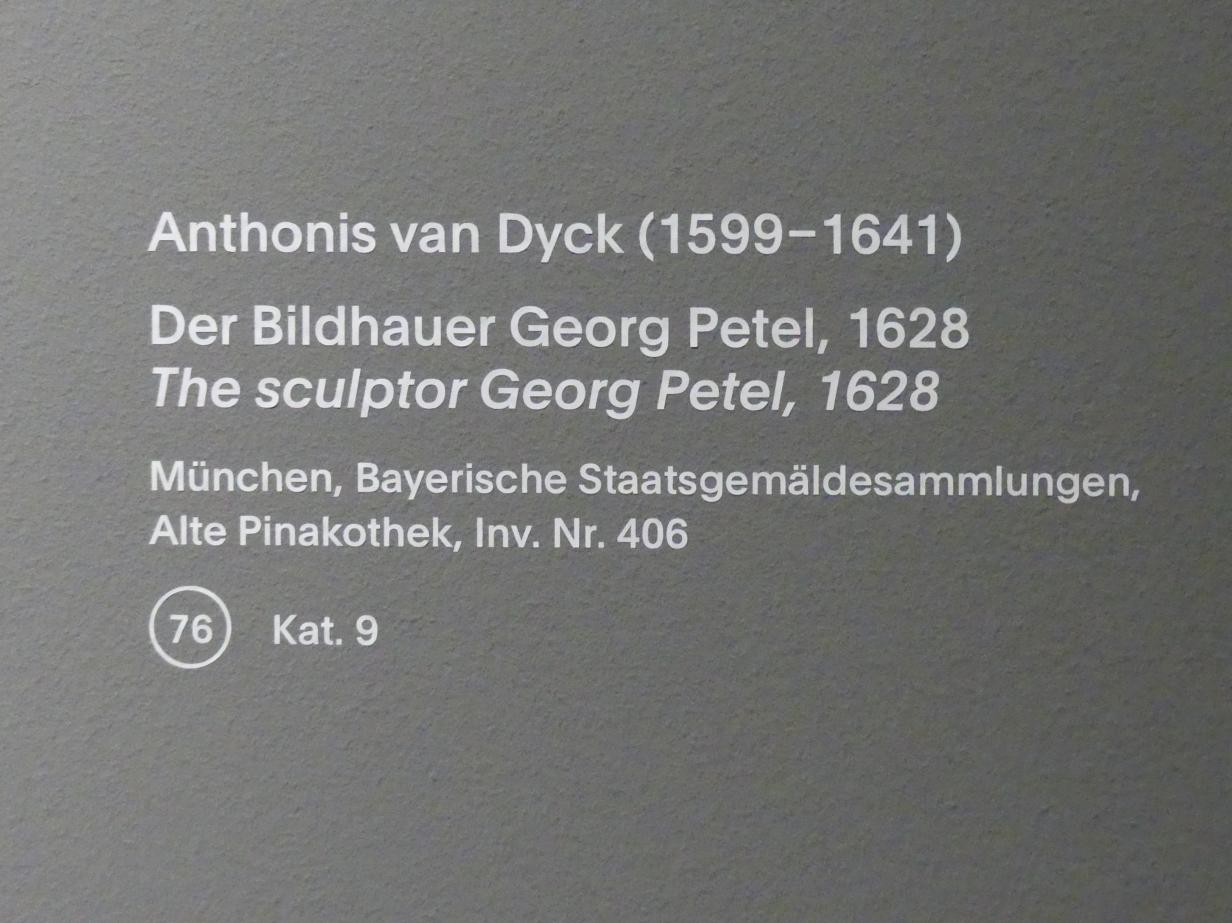 Anthonis van Dyck (1599–1641)
Der Bildhauer Georg Petel, 1628
The sculptor Georg Petel, 1628
München, Bayerische Staatsgemäldesammlungen,
Alte Pinakothek, Inv. Nr. 406
76 Kat. 9